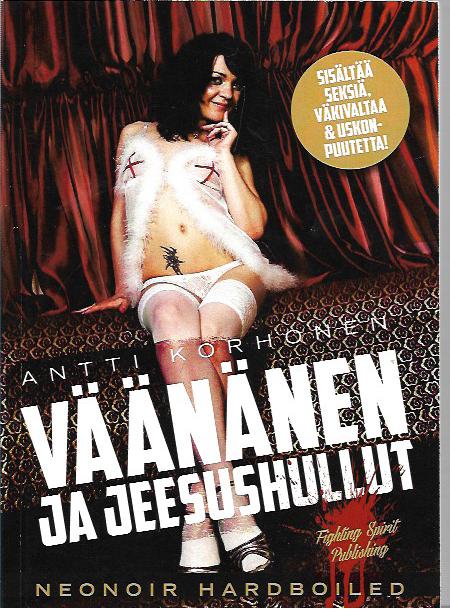 SISÄLTÄÄ
SEKSIÄ,
VÄKIVALTAA
& USKON-
PUUTETTA!
ANTTI KORHONEN
VÄÄNÄNEN
JA JEESUSHULLUT
Fighting Spirit
Publishing
NEONOIR HARDBOILED